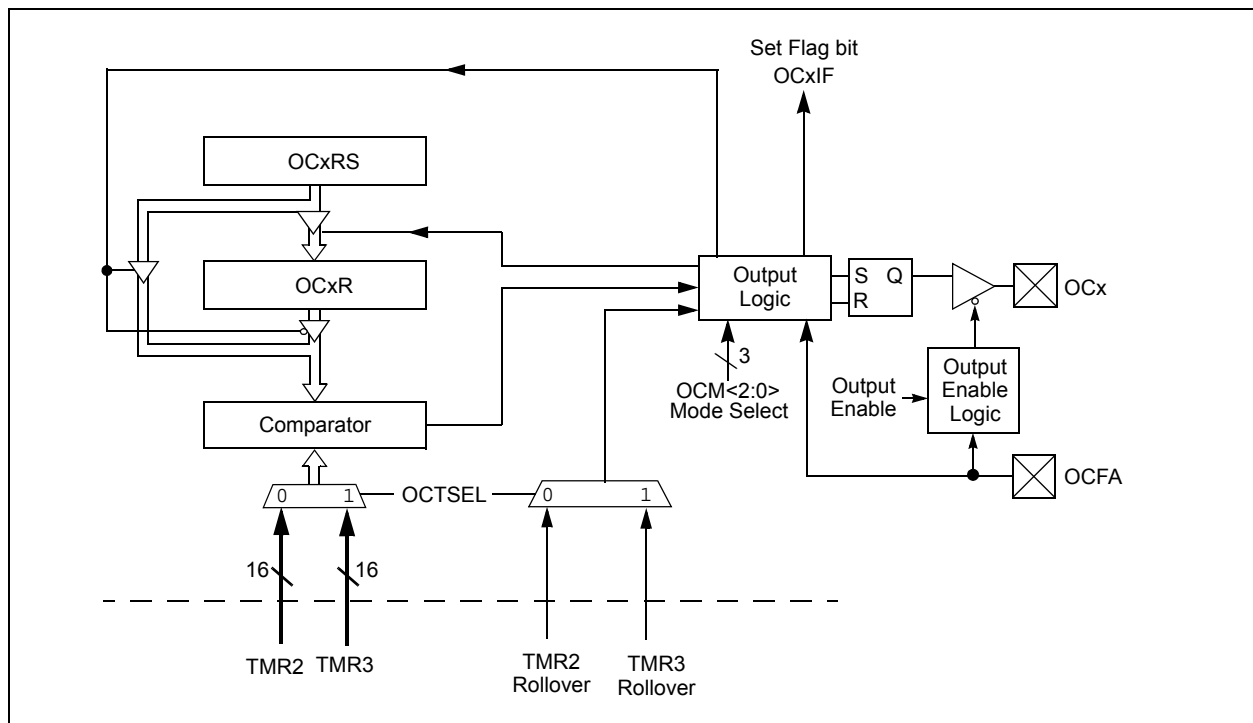 Set Flag bit
OCxIF
OCxRS
OCxR
Output
Logic
S Q
R
OCx
3
OCM<2:0>
Mode Select
Output
Enable
Output
Enable
Logic
Comparator
OCFA
0 1
OCTSEL
0 1
16
16
TMR2
TMR3
TMR2
Rollover
TMR3
Rollover